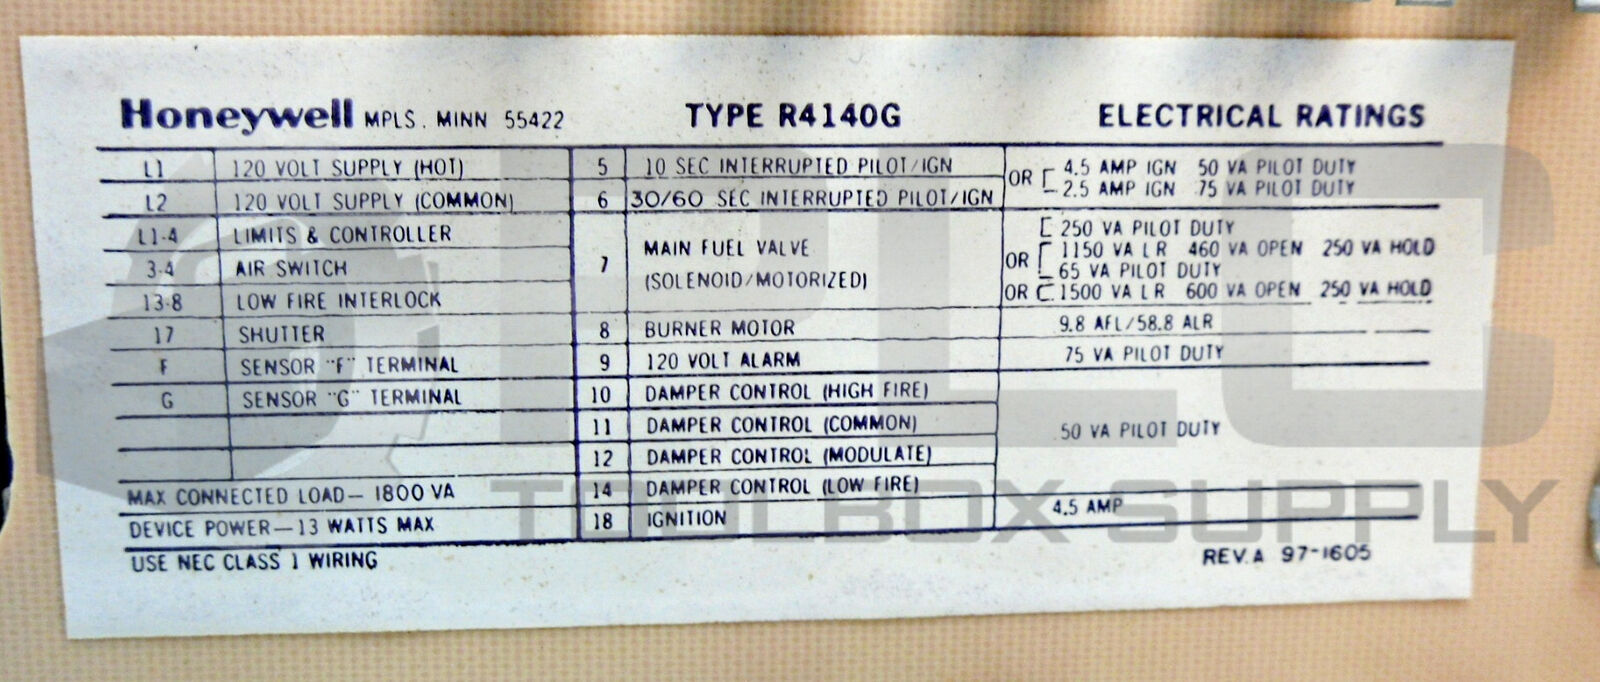 Honeywell MPLS. MINN 55422 TYPE R4140G ELECTRICAL RATINGS
L1 120 VOLT SUPPLY (HOT)
L2 120 VOLT SUPPLY (COMMON)
L1-4 LIMITS & CONTROLLER
3-4 AIR SWITCH
13-8 LOW FIRE INTERLOCK
17 SHUTTER
F SENSOR "F" TERMINAL
G SENSOR "G" TERMINAL
MAX CONNECTED LOAD— 1800 VA
DEVICE POWER—13 WATTS MAX
USE NEC CLASS 1 WIRING
5 10 SEC INTERRUPTED PILOT/IGN
6 30/60 SEC INTERRUPTED PILOT/IGN
7 MAIN FUEL VALVE
(SOLENOID/MOTORIZED)
8 BURNER MOTOR
9 120 VOLT ALARM
10 DAMPER CONTROL (HIGH FIRE)
11 DAMPER CONTROL (COMMON)
12 DAMPER CONTROL (MODULATE)
14 DAMPER CONTROL (LOW FIRE)
18 IGNITION
4.5 AMP IGN 50 VA PILOT DUTY
OR [ 2.5 AMP IGN 75 VA PILOT DUTY
[ 250 VA PILOT DUTY
OR [ 1150 VA LR 460 VA OPEN 250 VA HOLD
65 VA PILOT DUTY
OR [ 1500 VA LR 600 VA OPEN 250 VA HOLD
9.8 AFL/58.8 ALR
75 VA PILOT DUTY
50 VA PILOT DUTY
4.5 AMP
REV.A 97-1605
PLC
TOOLBOX SUPPLY